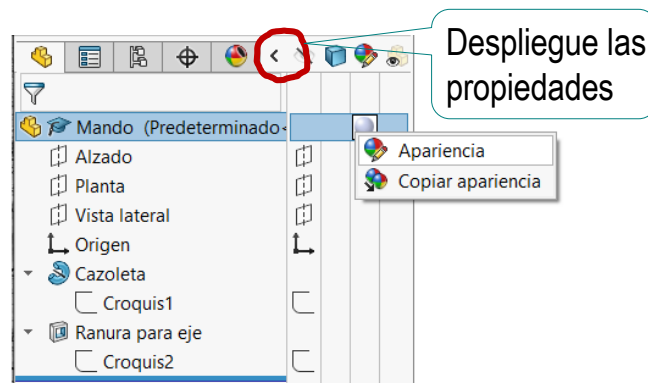 Despliegue las
propiedades
Mando (Predeterminado<
Alzado
Planta
Vista lateral
Origen
Cazoleta
Croquis1
Ranura para eje
Croquis2
Apariencia
Copiar apariencia